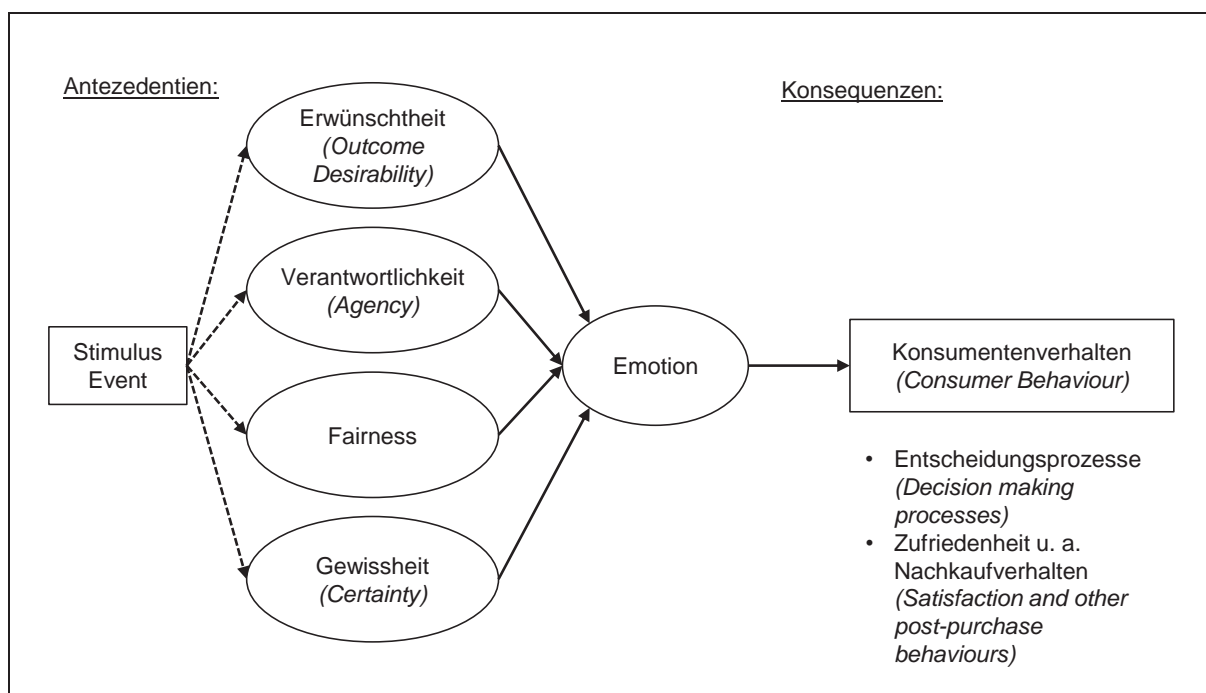 Antezedentien:
Konsequenzen:
Erwünschtheit
(Outcome
Desirability)
Verantwortlichkeit
(Agency)
Stimulus
Event
Fairness
Gewissheit
(Certainty)
Emotion
Konsumentenverhalten
(Consumer Behaviour)
• Entscheidungsprozesse
(Decision making
processes)
• Zufriedenheit u. a.
Nachkaufverhalten
(Satisfaction and other
post-purchase
behaviours)